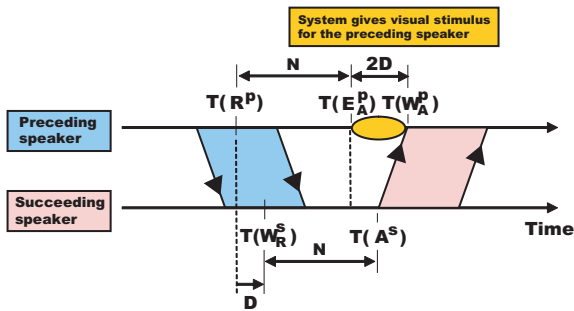 System gives visual stimulus
for the preceding speaker
N
2D
T(R^p)
T(E_A^p)
T(W_A^p)
Preceding
speaker
Succeeding
speaker
Time
T(W_R^s)
T(A^s)
N
D